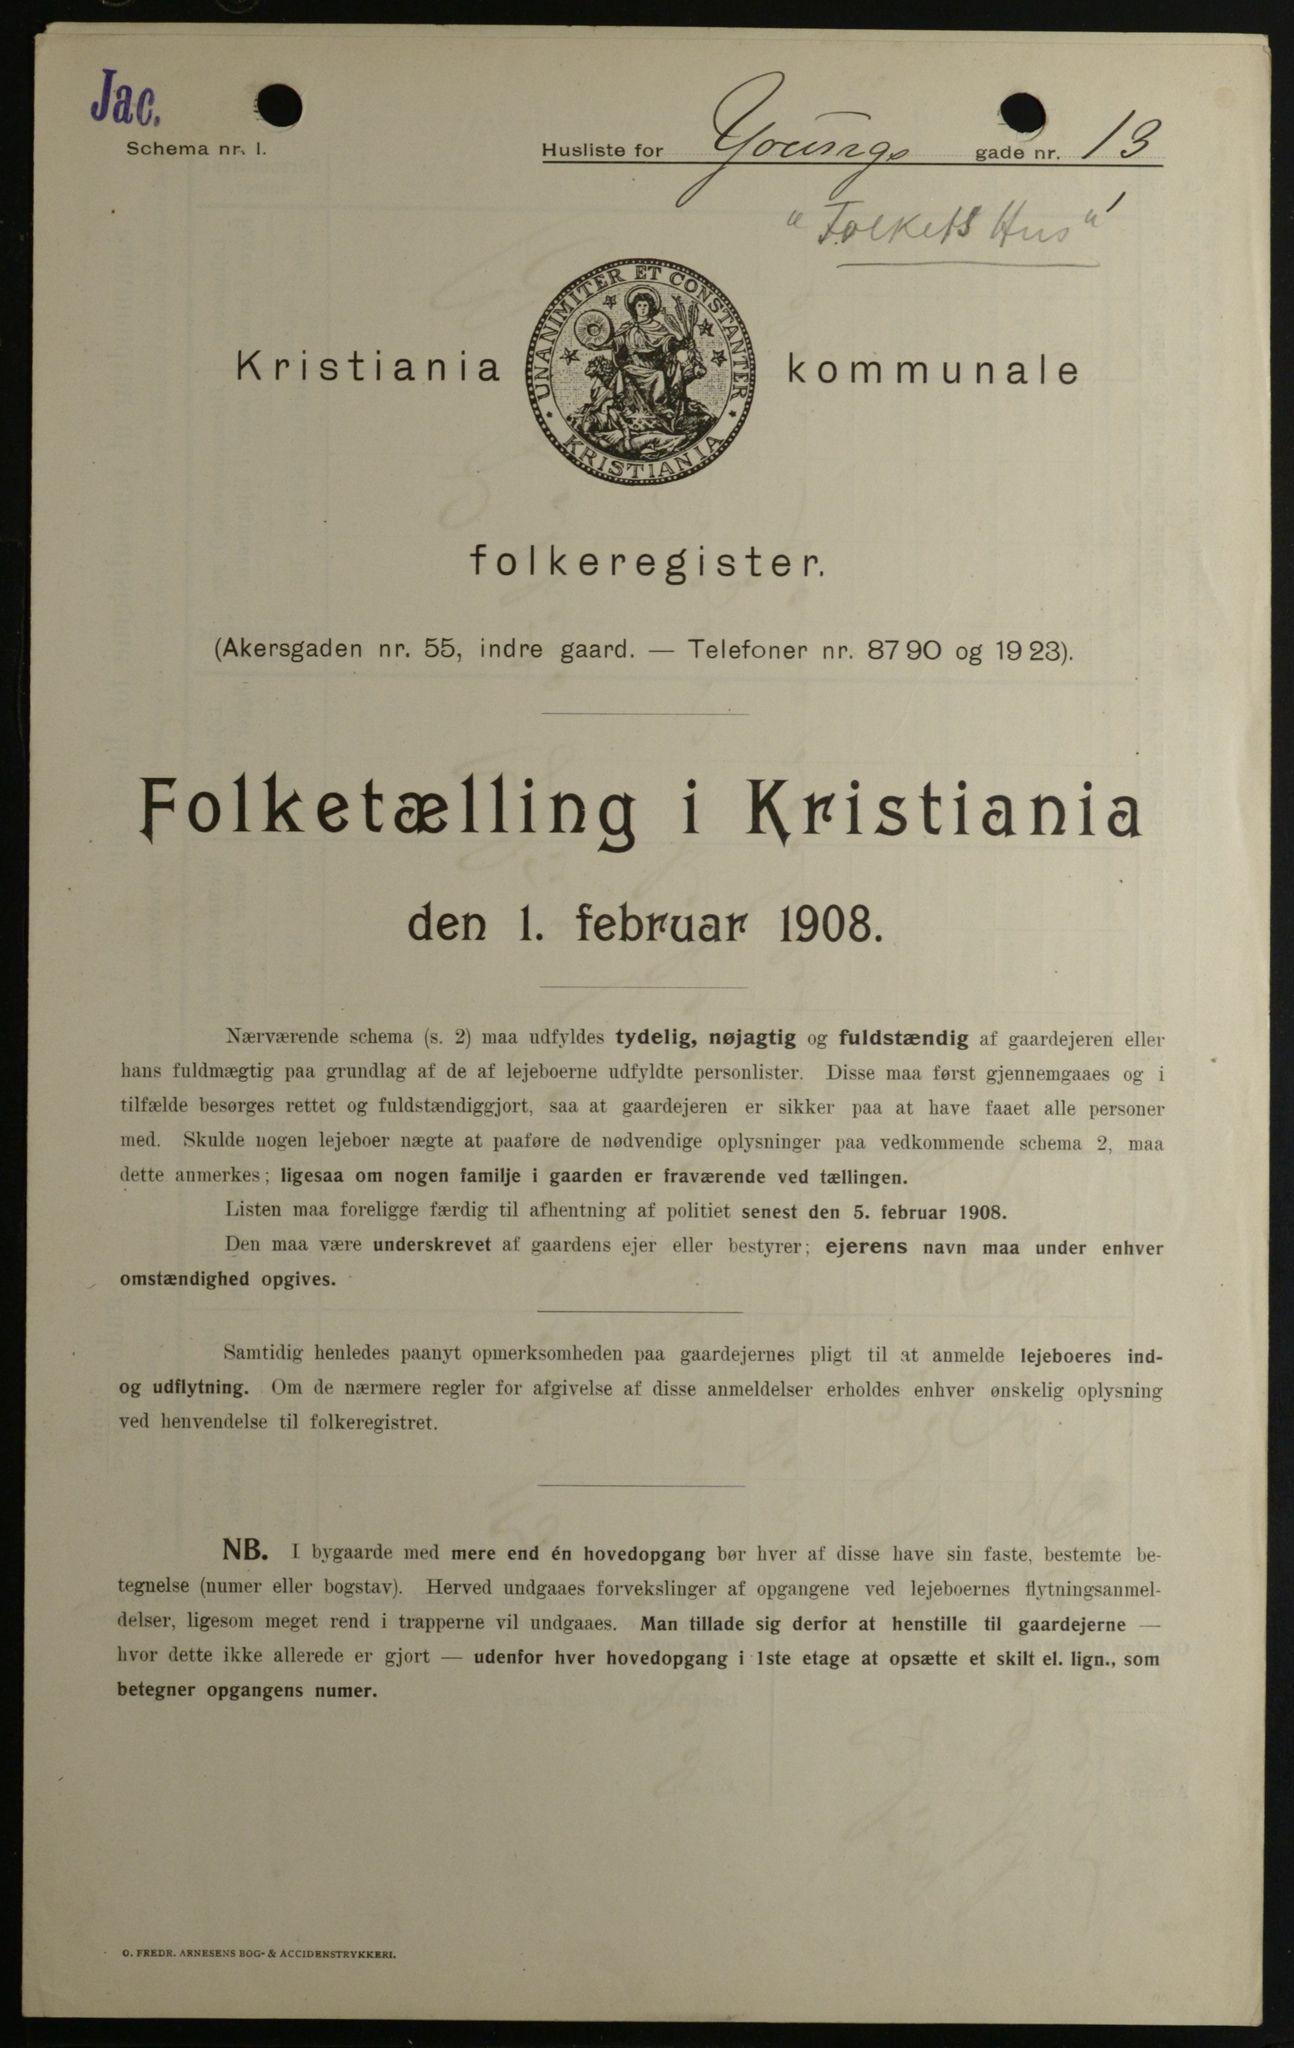 Jac.
Schema nr. 1.
Husliste for Youngs gade nr. 13
"Folkets Hus"
UNANIMITER ET CONSTANTER
KRISTIANIA
Kristiania kommunale
folkeregister.
(Akersgaden nr. 55, indre gaard. — Telefoner nr. 87 90 og 19 23).
Folketælling i Kristiania
den 1. februar 1908.
Nærværende schema (s. 2) maa udfyldes tydelig, nøjagtig og fuldstændig af gaardejeren eller
hans fuldmægtig paa grundlag af de af lejeboerne udfyldte personlister. Disse maa først gjennemgaaes og i
tilfælde besørges rettet og fuldstændiggjort, saa at gaardejeren er sikker paa at have faaet alle personer
med. Skulde nogen lejeboer nægte at paaføre de nødvendige oplysninger paa vedkommende schema 2, maa
dette anmerkes; ligesaa om nogen familje i gaarden er fraværende ved tællingen.
Listen maa foreligge færdig til afhentning af politiet senest den 5. februar 1908.
Den maa være underskrevet af gaardens ejer eller bestyrer; ejerens navn maa under enhver
omstændighed opgives.
Samtidig henledes paanyt opmerksomheden paa gaardejernes pligt til at anmelde lejeboeres ind-
og udflytning. Om de nærmere regler for afgivelse af disse anmeldelser erholdes enhver ønskelig oplysning
ved henvendelse til folkeregistret.
NB. I bygaarde med mere end én hovedopgang bør hver af disse have sin faste, bestemte be-
tegnelse (numer eller bogstav). Herved undgaaes forvekslinger af opgangene ved lejeboernes flytningsanmel-
delser, ligesom meget rend i trapperne vil undgaaes. Man tillade sig derfor at henstille til gaardejerne —
hvor dette ikke allerede er gjort — udenfor hver hovedopgang i 1ste etage at opsætte et skilt el. lign., som
betegner opgangens numer.
O. FREDR. ARNESENS BOG- & ACCIDENSTRYKKERI.